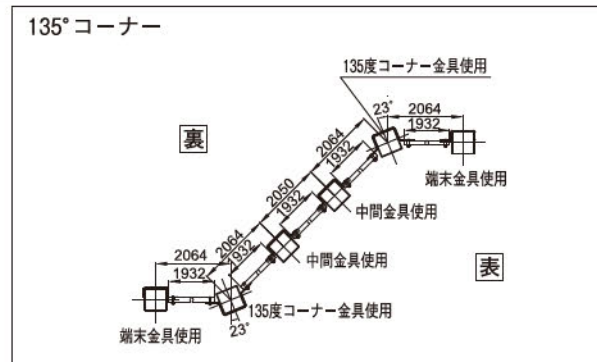 135°コーナー
135度コーナー金具使用
23°
2064
1932
裏
2064
1932
端末金具使用
2050
1932
中間金具使用
表
2064
1932
中間金具使用
2064
1932
135度コーナー金具使用
23°
端末金具使用